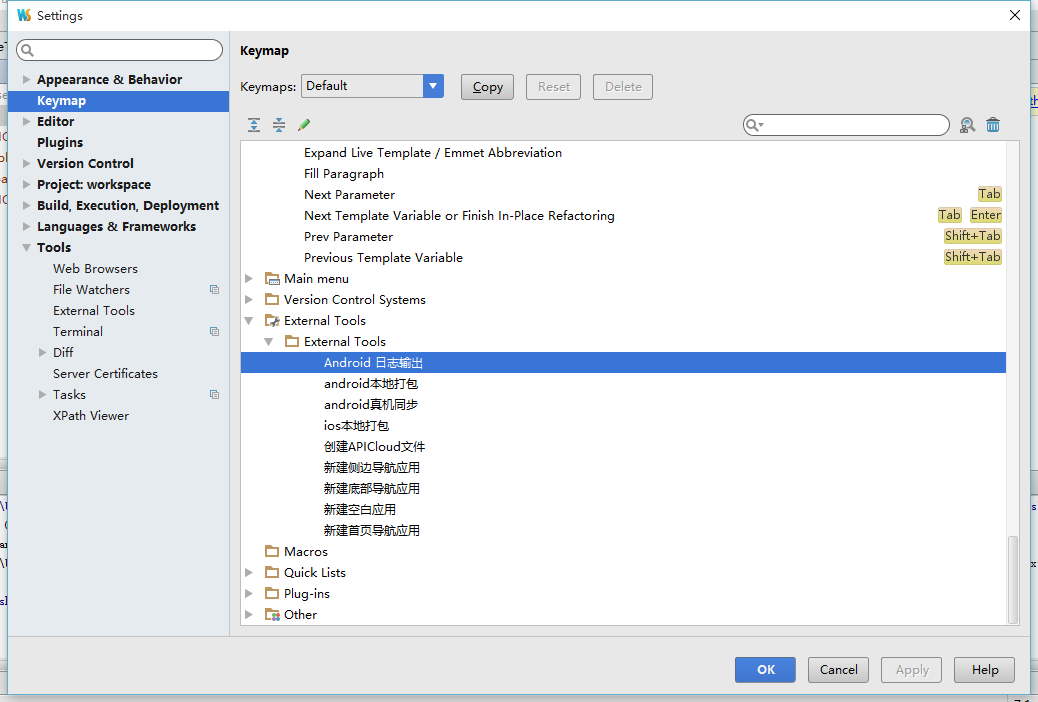 Settings
Appearance & Behavior
Keymap
Editor
Plugins
Version Control
Project: workspace
Build, Execution, Deployment
Languages & Frameworks
Tools
Web Browsers
File Watchers
External Tools
Terminal
Diff
Server Certificates
Tasks
XPath Viewer
Keymap
Keymaps: Default Copy Reset Delete
Expand Live Template / Emmet Abbreviation
Fill Paragraph
Next Parameter Tab
Next Template Variable or Finish In-Place Refactoring Tab Enter
Prev Parameter Shift+Tab
Previous Template Variable Shift+Tab
Main menu
Version Control Systems
External Tools
External Tools
Android 日志输出
android本地打包
android真机同步
ios本地打包
创建APICloud文件
新建侧边导航应用
新建底部导航应用
新建空白应用
新建首页导航应用
Macros
Quick Lists
Plug-ins
Other
OK Cancel Apply Help